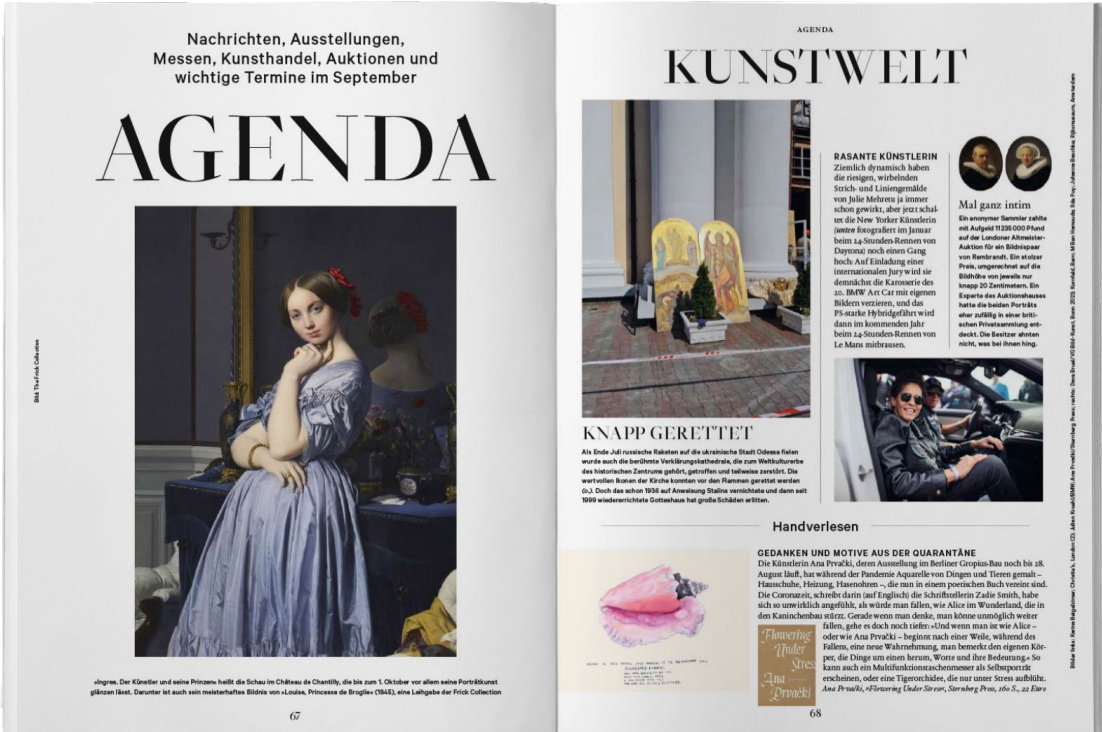 Nachrichten, Ausstellungen,
Messen, Kunsthandel, Auktionen und
wichtige Termine im September
AGENDA
Bild: The Frick Collection
»Ingres. Der Künstler und seine Prinzen« heißt die Schau im Château de Chantilly, die bis zum 1. Oktober vor allem seine Porträtkunst
glänzen lässt. Darunter ist auch sein meisterhaftes Bildnis von »Louise, Princesse de Broglie« (1845), eine Leihgabe der Frick Collection
67
AGENDA
KUNSTWELT
KNAPP GERETTET
Als Ende Juli russische Raketen auf die ukrainische Stadt Odessa fielen
wurde auch die berühmte Verklärungskathedrale, die zum Weltkulturerbe
des historischen Zentrums gehört, getroffen und teilweise zerstört. Die
wertvollen Ikonen der Kirche konnten vor den Flammen gerettet werden
(o.). Doch das schon 1936 auf Anweisung Stalins vernichtete und dann seit
1999 wiedererrichtete Gotteshaus hat große Schäden erlitten.
RASANTE KÜNSTLERIN
Ziemlich dynamisch haben
die riesigen, wirbelnden
Strich- und Liniengemälde
von Julie Mehretu ja immer
schon gewirkt, aber jetzt schal-
tet die New Yorker Künstlerin
(unten fotografiert im Januar
beim 24-Stunden-Rennen von
Daytona) noch einen Gang
hoch: Auf Einladung einer
internationalen Jury wird sie
demnächst die Karosserie des
20. BMW Art Car mit eigenen
Bildern verzieren, und das
PS-starke Hybridgefährt wird
dann im kommenden Jahr
beim 24-Stunden-Rennen von
Le Mans mitbrausen.
Mal ganz intim
Ein anonymer Sammler zahlte
mit Aufgeld 11 235 000 Pfund
auf der Londoner Altmeister-
Auktion für ein Bildnispaar
von Rembrandt. Ein stolzer
Preis, umgerechnet auf die
Bildhöhe von jeweils nur
knapp 20 Zentimetern. Ein
Experte des Auktionshauses
hatte die beiden Porträts
eher zufällig in einer briti-
schen Privatsammlung ent-
deckt. Die Besitzer ahnten
nicht, was bei ihnen hing.
Handverlesen
GEDANKEN UND MOTIVE AUS DER QUARANTÄNE
Die Künstlerin Ana Prvački, deren Ausstellung im Berliner Gropius-Bau noch bis 28.
August läuft, hat während der Pandemie Aquarelle von Dingen und Tieren gemalt –
Hausschuhe, Heizung, Hasenohren –, die nun in einem poetischen Buch vereint sind.
Die Coronazeit, schreibt darin (auf Englisch) die Schriftstellerin Zadie Smith, habe
sich so unwirklich angefühlt, als würde man fallen, wie Alice im Wunderland, die in
den Kaninchenbau stürzt. Gerade wenn man denke, man könne unmöglich weiter
fallen, gehe es doch noch tiefer: »Und wenn man ist wie Alice –
oder wie Ana Prvački – beginnt nach einer Weile, während des
Fallens, eine neue Wahrnehmung, man bemerkt den eigenen Kör-
per, die Dinge um einen herum, Worte und ihre Bedeutung.« So
kann auch ein Multifunktionstaschenmesser als Selbstporträt
erscheinen, oder eine Tigerorchidee, die nur unter Stress aufblüht.
Ana Prvački, »Flowering Under Stress«, Sternberg Press, 160 S., 22 Euro
Flowering
Under
Stress
Ana
Prvački
68